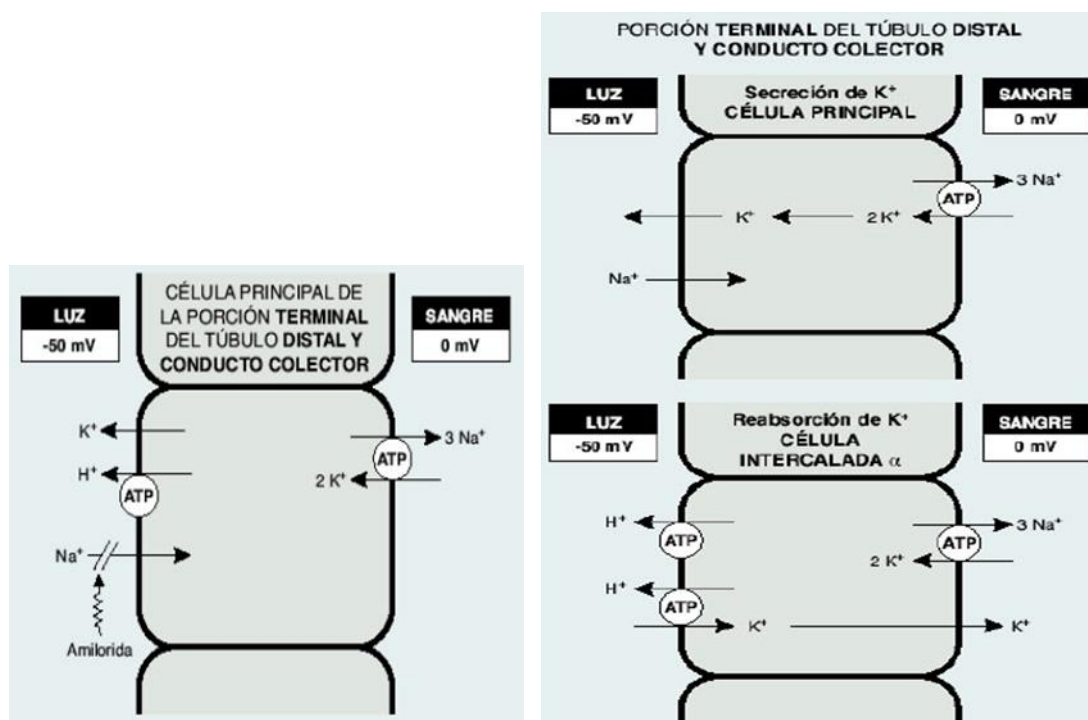 CÉLULA PRINCIPAL DE
LA PORCIÓN TERMINAL
DEL TÚBULO DISTAL Y
CONDUCTO COLECTOR
LUZ
-50 mV
SANGRE
0 mV
K⁺
3 Na⁺
ATP
H⁺
2 K⁺
ATP
Na⁺
Amilorida
PORCIÓN TERMINAL DEL TÚBULO DISTAL
Y CONDUCTO COLECTOR
LUZ
-50 mV
Secreción de K⁺
CÉLULA PRINCIPAL
SANGRE
0 mV
3 Na⁺
ATP
K⁺
2 K⁺
Na⁺
LUZ
-50 mV
Reabsorción de K⁺
CÉLULA
INTERCALADA α
SANGRE
0 mV
H⁺
ATP
3 Na⁺
ATP
2 K⁺
H⁺
ATP
K⁺
K⁺